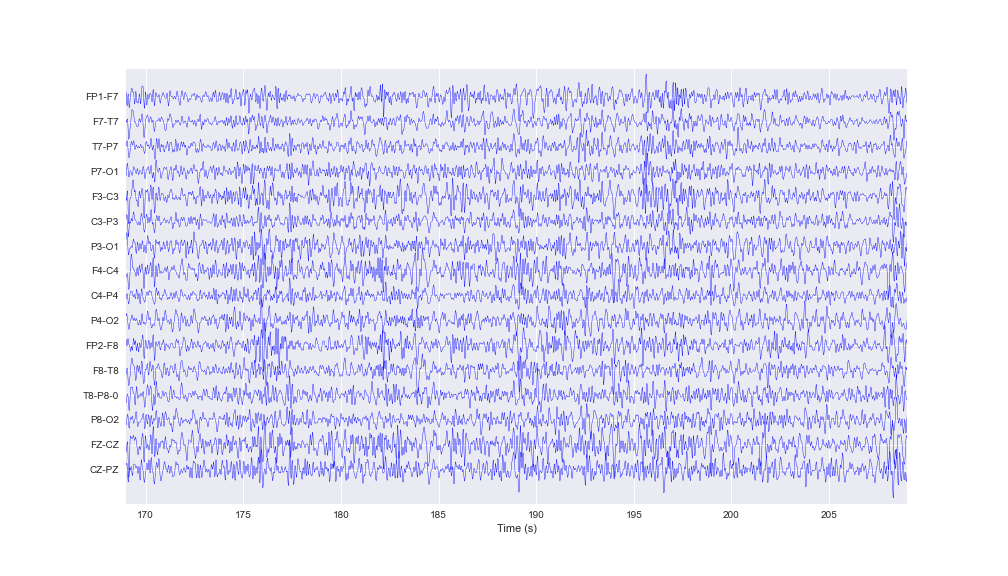 FP1-F7
F7-T7
T7-P7
P7-O1
F3-C3
C3-P3
P3-O1
F4-C4
C4-P4
P4-O2
FP2-F8
F8-T8
T8-P8-0
P8-O2
FZ-CZ
CZ-PZ
170 175 180 185 190 195 200 205
Time (s)